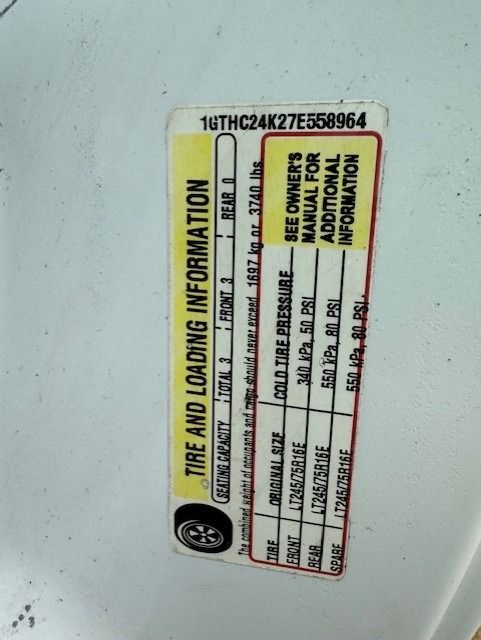 1GTHC24K27E558964
TIRE AND LOADING INFORMATION
SEATING CAPACITY TOTAL 3 FRONT 3 REAR 0
The combined weight of occupants and cargo should never exceed 1697 kg or 3740 lbs
TIRE ORIGINAL SIZE COLD TIRE PRESSURE
FRONT LT245/75R16E 340 kPa, 50 PSI
REAR LT245/75R16E 550 kPa, 80 PSI
SPARE LT245/75R16E 550 kPa, 80 PSI
SEE OWNER'S
MANUAL FOR
ADDITIONAL
INFORMATION